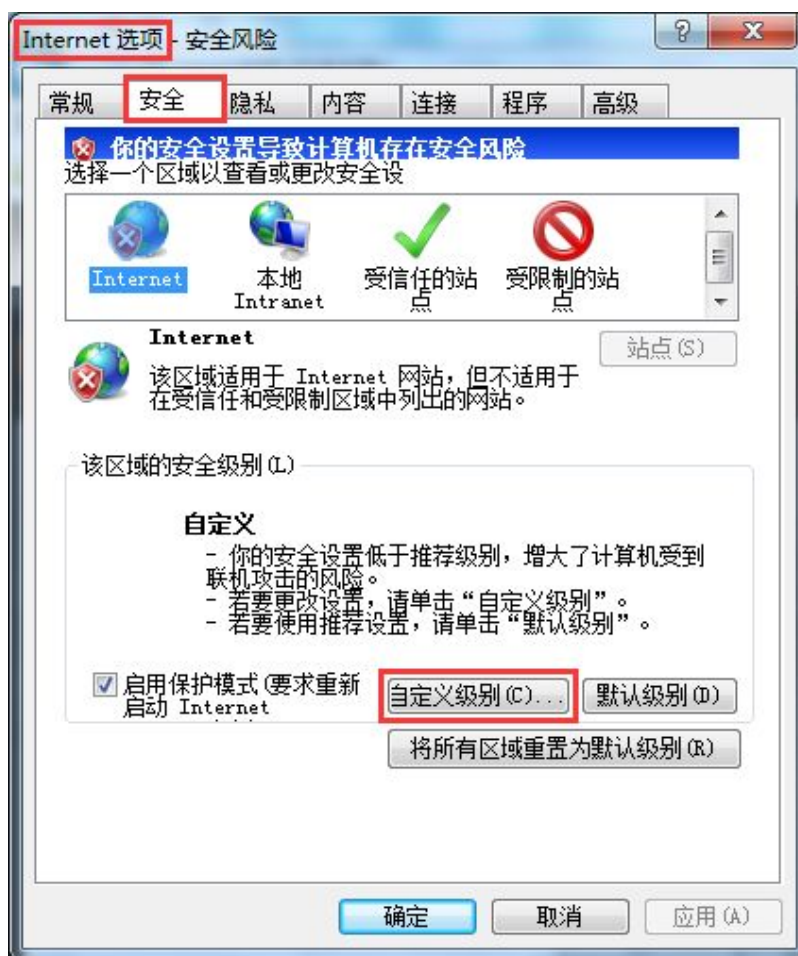 Internet 选项 - 安全风险
常规 安全 隐私 内容 连接 程序 高级
你的安全设置导致计算机存在安全风险
选择一个区域以查看或更改安全设
Internet
本地
Intranet
受信任的站
点
受限制的站
点
Internet
站点(S)
该区域适用于 Internet 网站，但不适用于
在受信任和受限制区域中列出的网站。
该区域的安全级别(L)
自定义
- 你的安全设置低于推荐级别，增大了计算机受到
联机攻击的风险。
- 若要更改设置，请单击“自定义级别”。
- 若要使用推荐设置，请单击“默认级别”。
启用保护模式(要求重新
启动 Internet
自定义级别(C)... 默认级别(D)
将所有区域重置为默认级别(R)
确定 取消 应用(A)